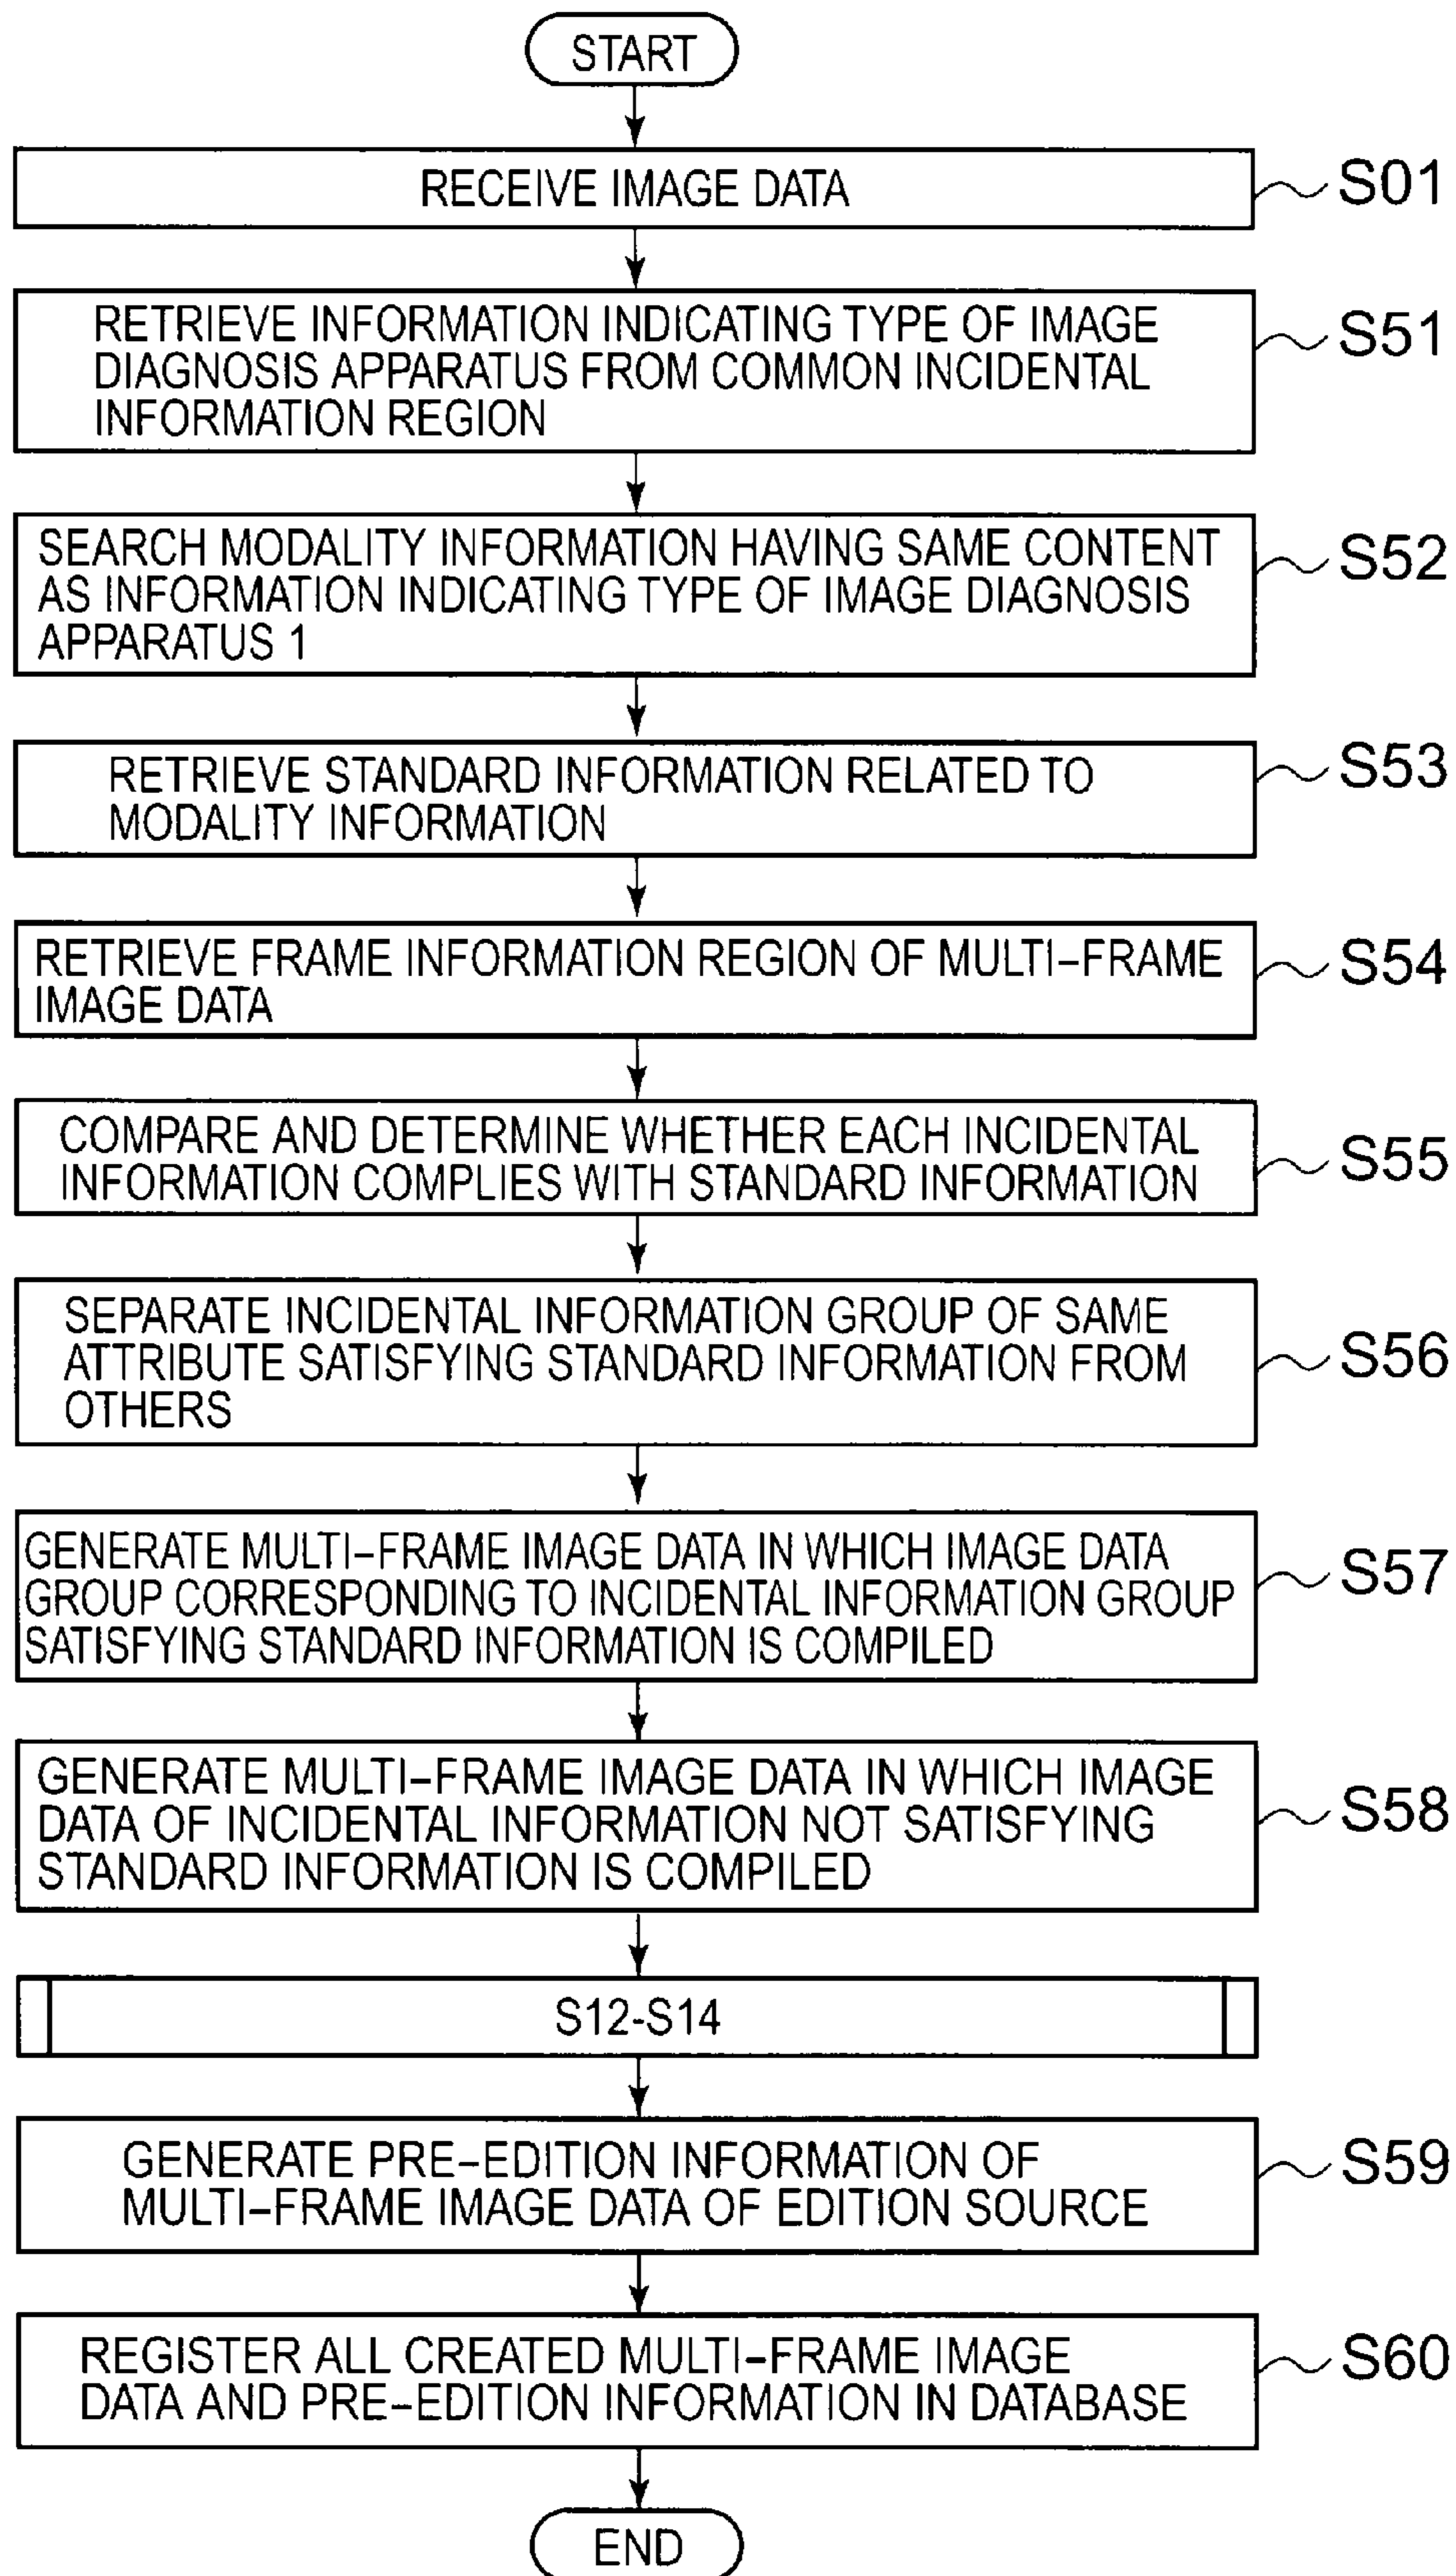 START
RECEIVE IMAGE DATA
S01
RETRIEVE INFORMATION INDICATING TYPE OF IMAGE
DIAGNOSIS APPARATUS FROM COMMON INCIDENTAL
INFORMATION REGION
S51
SEARCH MODALITY INFORMATION HAVING SAME CONTENT
AS INFORMATION INDICATING TYPE OF IMAGE DIAGNOSIS
APPARATUS 1
S52
RETRIEVE STANDARD INFORMATION RELATED TO
MODALITY INFORMATION
S53
RETRIEVE FRAME INFORMATION REGION OF MULTI-FRAME
IMAGE DATA
S54
COMPARE AND DETERMINE WHETHER EACH INCIDENTAL
INFORMATION COMPLIES WITH STANDARD INFORMATION
S55
SEPARATE INCIDENTAL INFORMATION GROUP OF SAME
ATTRIBUTE SATISFYING STANDARD INFORMATION FROM
OTHERS
S56
GENERATE MULTI-FRAME IMAGE DATA IN WHICH IMAGE DATA
GROUP CORRESPONDING TO INCIDENTAL INFORMATION GROUP
SATISFYING STANDARD INFORMATION IS COMPILED
S57
GENERATE MULTI-FRAME IMAGE DATA IN WHICH IMAGE
DATA OF INCIDENTAL INFORMATION NOT SATISFYING
STANDARD INFORMATION IS COMPILED
S58
S12-S14
GENERATE PRE-EDITION INFORMATION OF
MULTI-FRAME IMAGE DATA OF EDITION SOURCE
S59
REGISTER ALL CREATED MULTI-FRAME IMAGE
DATA AND PRE-EDITION INFORMATION IN DATABASE
S60
END